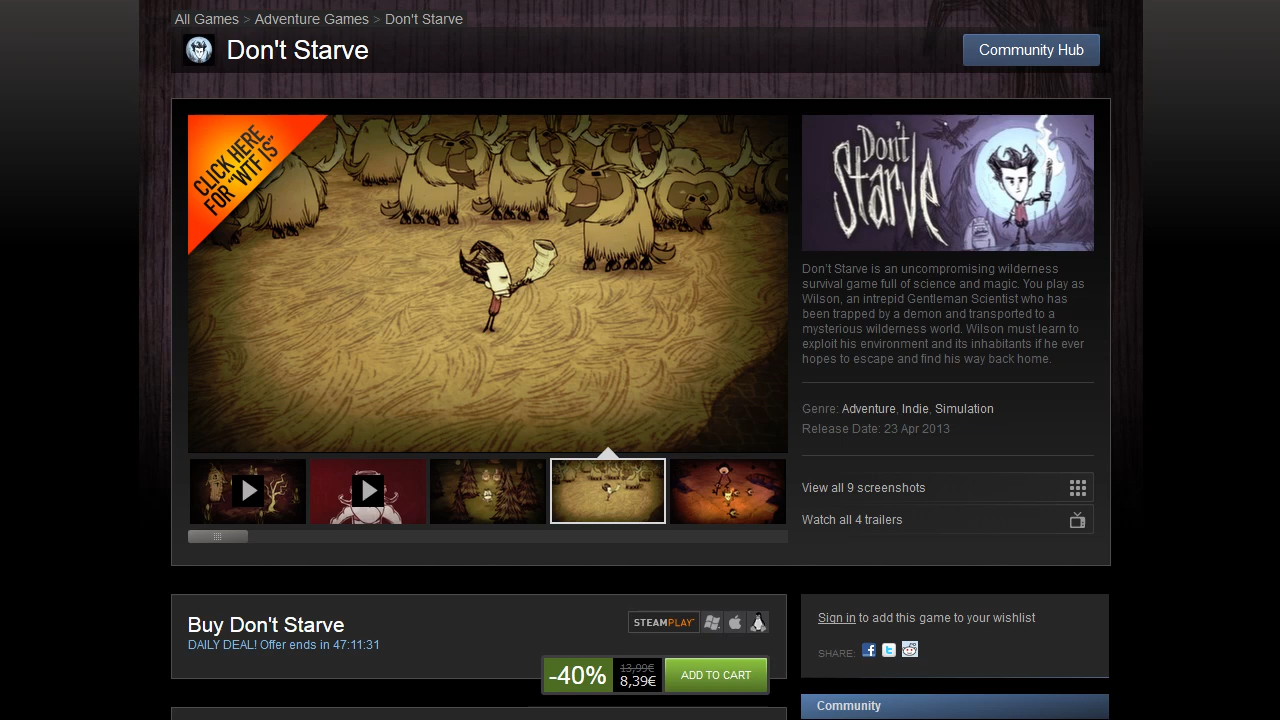 All Games > Adventure Games > Don't Starve
Don't Starve
Community Hub
CLICK HERE
FOR "WTF IS"
Don't
Starve
Don't Starve is an uncompromising wilderness
survival game full of science and magic. You play as
Wilson, an intrepid Gentleman Scientist who has
been trapped by a demon and transported to a
mysterious wilderness world. Wilson must learn to
exploit his environment and its inhabitants if he ever
hopes to escape and find his way back home.
Genre: Adventure, Indie, Simulation
Release Date: 23 Apr 2013
View all 9 screenshots
Watch all 4 trailers
Buy Don't Starve
DAILY DEAL! Offer ends in 47:11:31
STEAMPLAY™
-40%
13,99€
8,39€
ADD TO CART
Sign in to add this game to your wishlist
SHARE:
Community